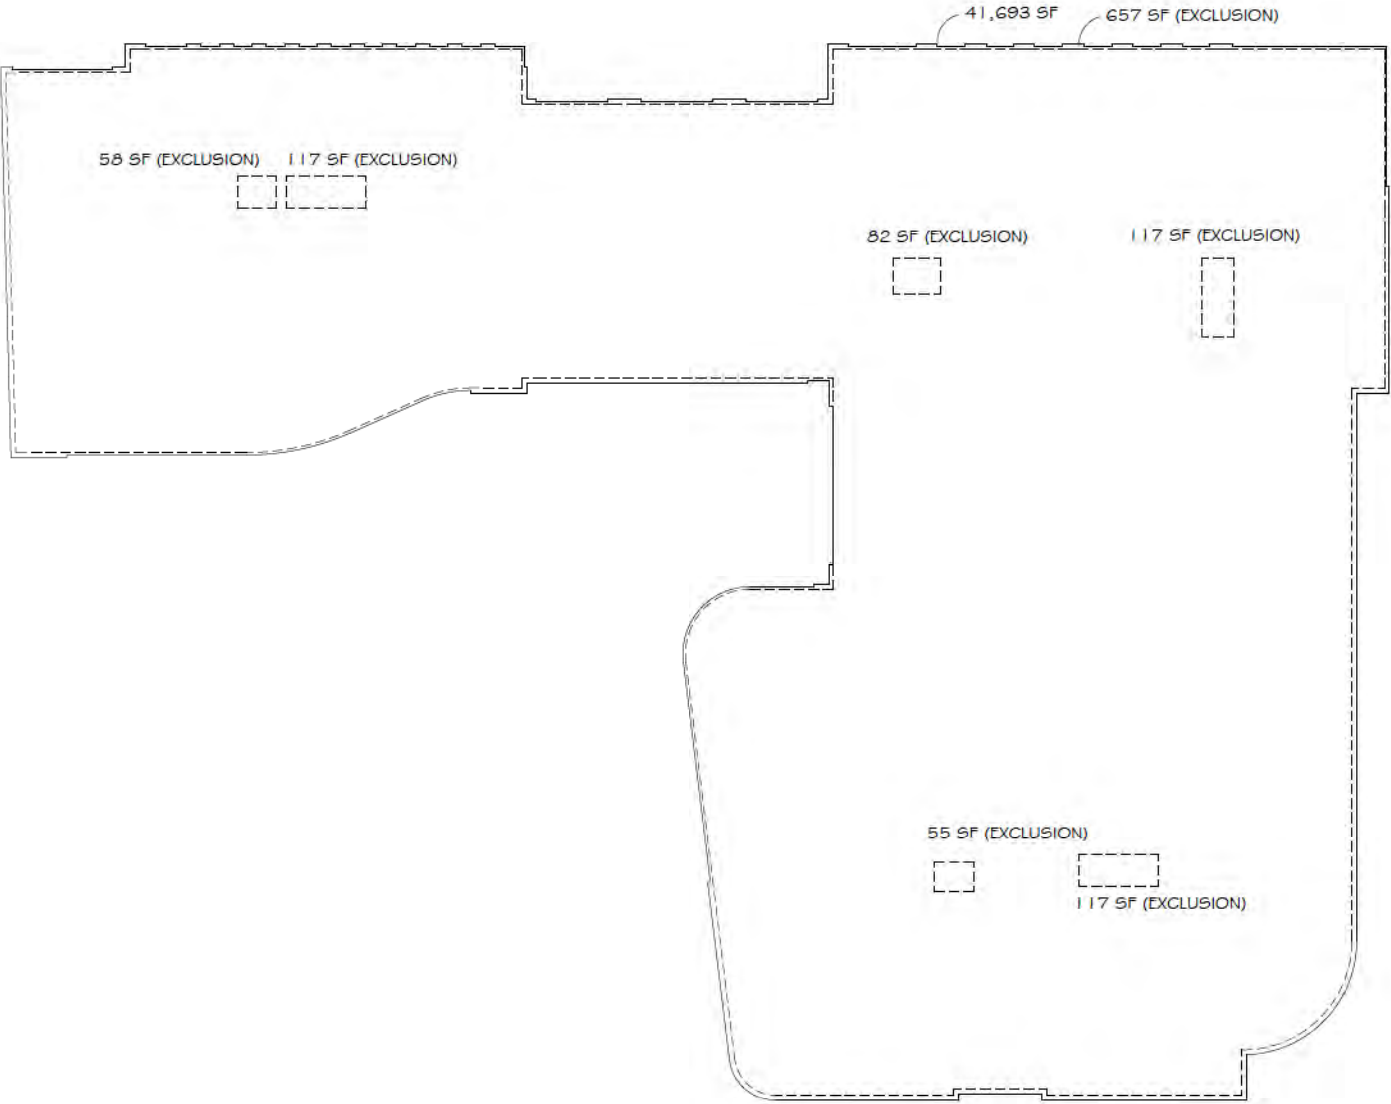 41,693 SF
657 SF (EXCLUSION)
58 SF (EXCLUSION)
117 SF (EXCLUSION)
82 SF (EXCLUSION)
117 SF (EXCLUSION)
55 SF (EXCLUSION)
117 SF (EXCLUSION)